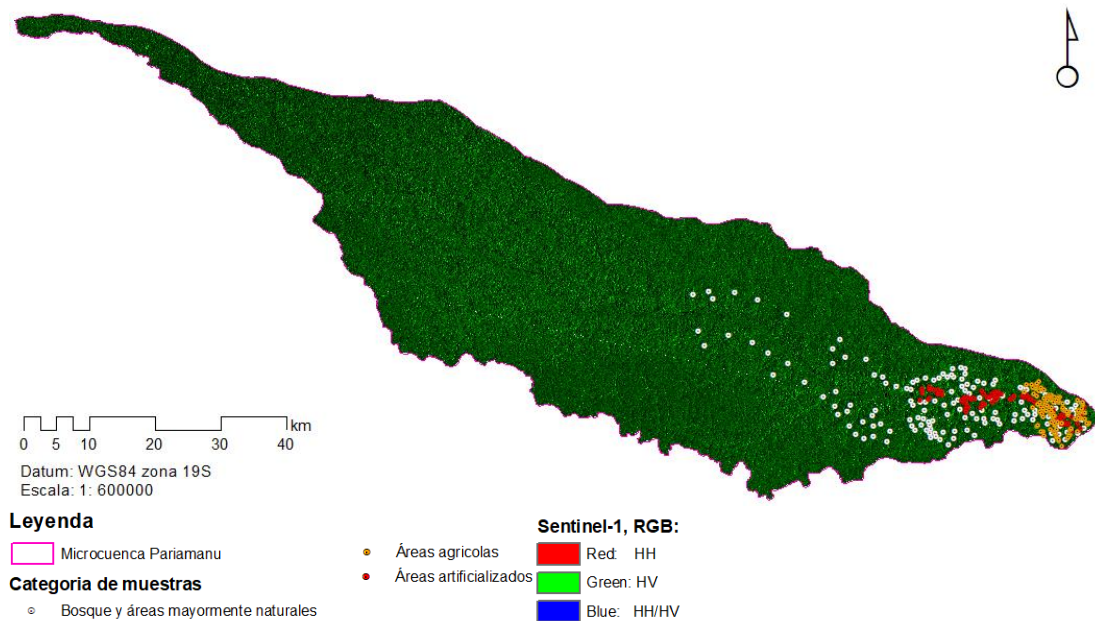 km
0 5 10 20 30 40
Datum: WGS84 zona 19S
Escala: 1: 600000
Leyenda
Microcuenca Pariamanu
Categoria de muestras
Bosque y áreas mayormente naturales
Áreas agricolas
Áreas artificializados
Sentinel-1, RGB:
Red: HH
Green: HV
Blue: HH/HV